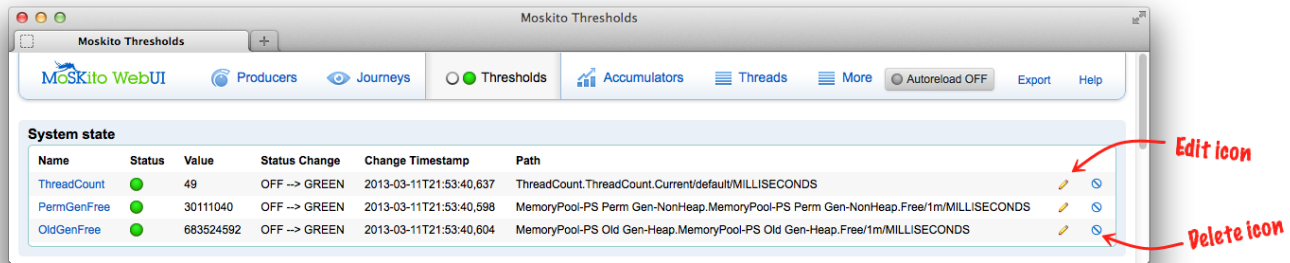 Moskito Thresholds
Moskito Thresholds
MoSKito WebUI Producers Journeys Thresholds Accumulators Threads More Autoreload OFF Export Help
System state
Name Status Value Status Change Change Timestamp Path
ThreadCount 49 OFF --> GREEN 2013-03-11T21:53:40,637 ThreadCount.ThreadCount.Current/default/MILLISECONDS
PermGenFree 30111040 OFF --> GREEN 2013-03-11T21:53:40,598 MemoryPool-PS Perm Gen-NonHeap.MemoryPool-PS Perm Gen-NonHeap.Free/1m/MILLISECONDS
OldGenFree 683524592 OFF --> GREEN 2013-03-11T21:53:40,604 MemoryPool-PS Old Gen-Heap.MemoryPool-PS Old Gen-Heap.Free/1m/MILLISECONDS
Edit icon
Delete icon